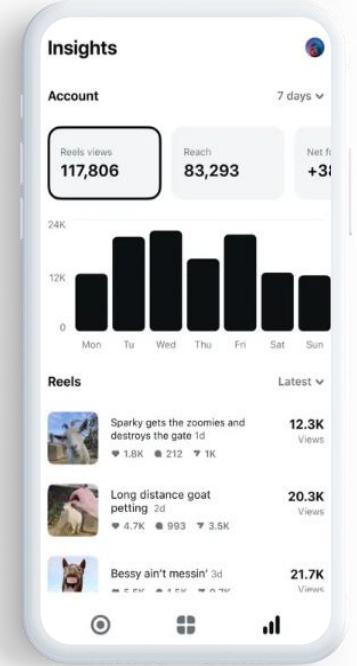 Insights
Account
7 days
Reels views
Reach
Net f
117,806
83,293
+38
24K
12K
0
Mon Tu Wed Thu Fri Sat Sun
Reels
Latest
Sparky gets the zoomies and
destroys the gate 1d
12.3K
Views
1.8K 212 1K
Long distance goat
petting 2d
20.3K
Views
4.7K 993 3.5K
Bessy ain't messin' 3d
21.7K
Views